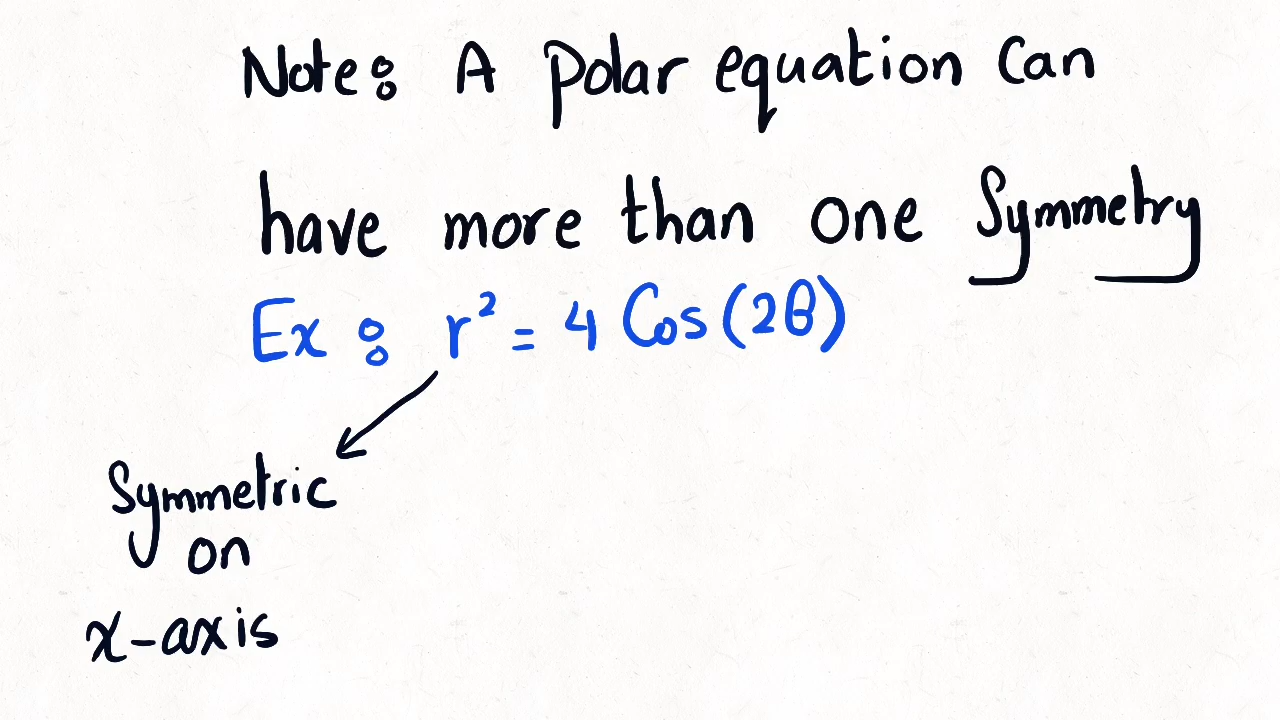 Note: A polar equation can
have more than one Symmetry
Ex : r² = 4 Cos(2θ)
Symmetric
on
x-axis